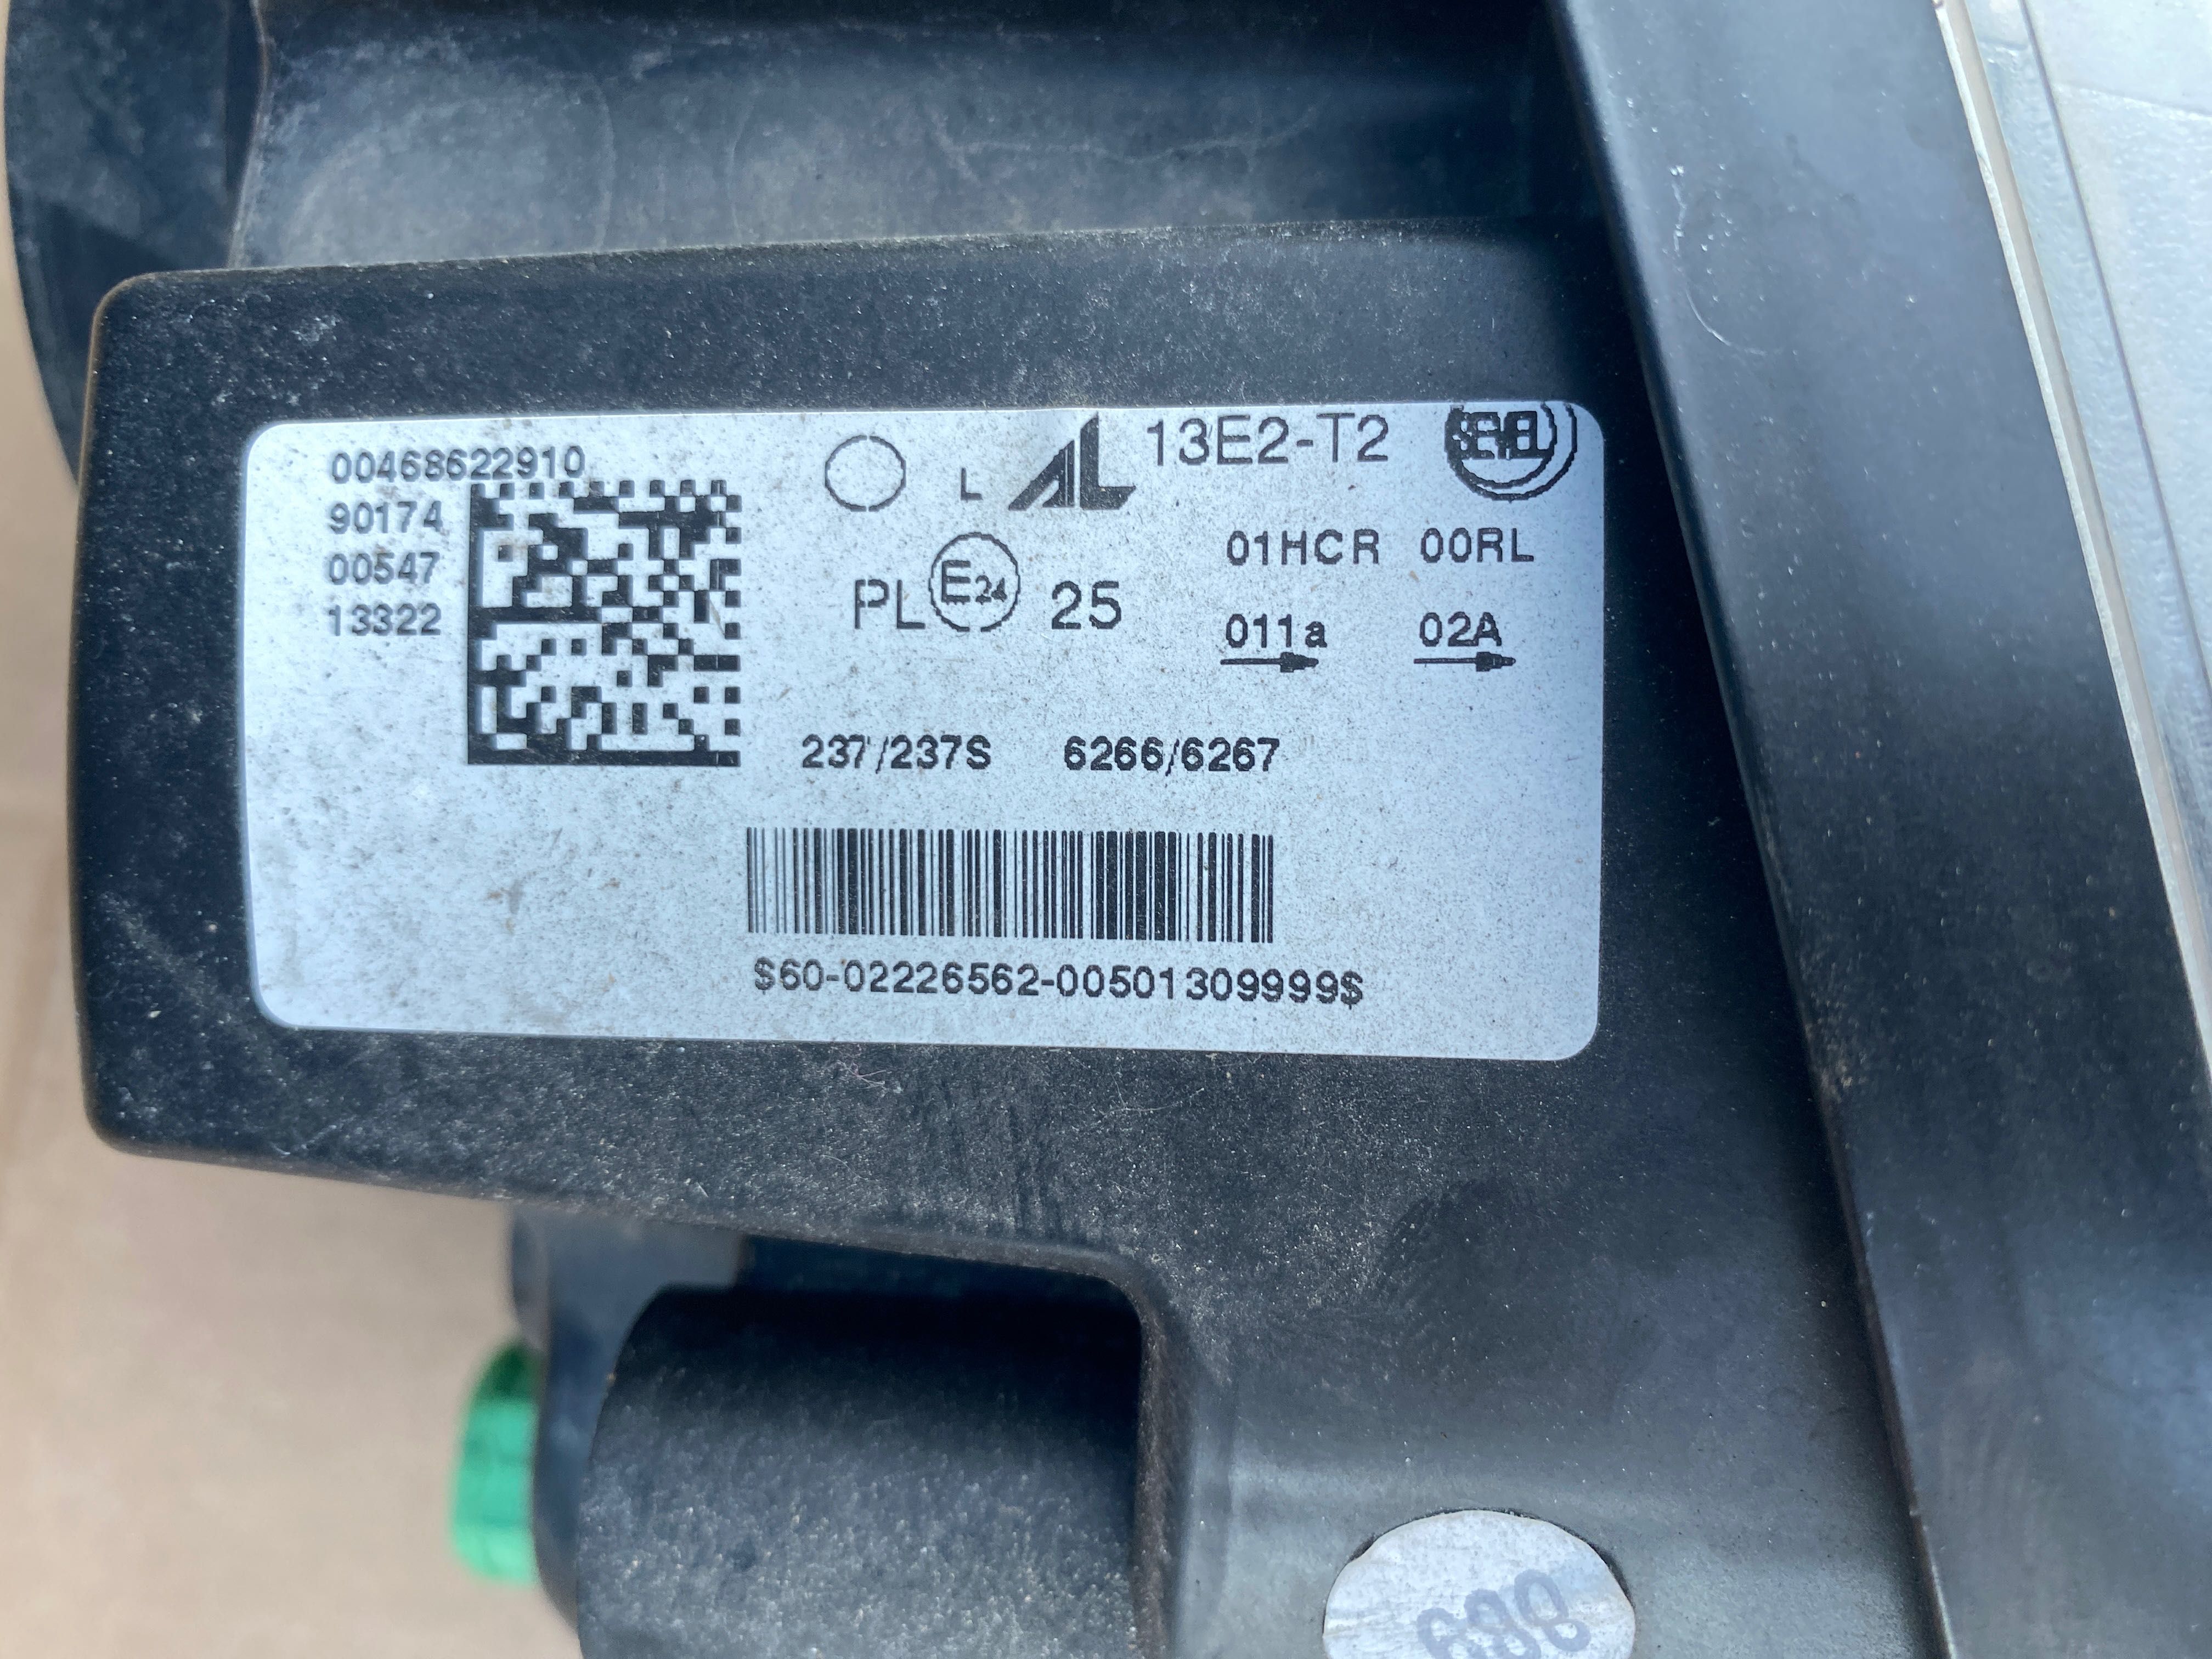 00468622910
90174
00547
13322
L AL 13E2-T2 SEVEL
01HCR 00RL
PL E24 25
011a 02A
237/237S 6266/6267
$60-02226562-00501309999$